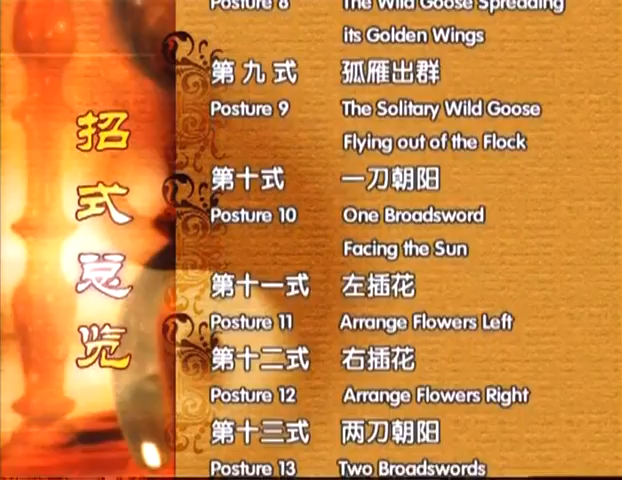 招式总览
Posture 8 The Wild Goose Spreading
its Golden Wings
第九式 孤雁出群
Posture 9 The Solitary Wild Goose
Flying out of the Flock
第十式 一刀朝阳
Posture 10 One Broadsword
Facing the Sun
第十一式 左插花
Posture 11 Arrange Flowers Left
第十二式 右插花
Posture 12 Arrange Flowers Right
第十三式 两刀朝阳
Posture 13 Two Broadswords